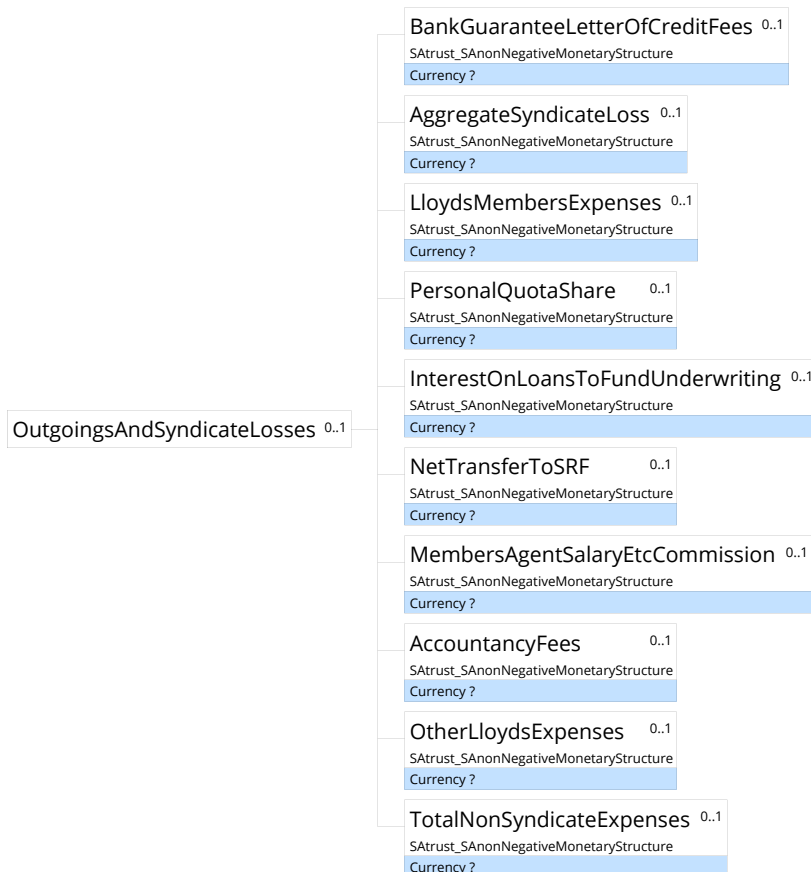 BankGuaranteeLetterOfCreditFees 0..1
SAtrust_SAnonNegativeMonetaryStructure
Currency ?
AggregateSyndicateLoss 0..1
SAtrust_SAnonNegativeMonetaryStructure
Currency ?
LloydsMembersExpenses 0..1
SAtrust_SAnonNegativeMonetaryStructure
Currency ?
PersonalQuotaShare 0..1
SAtrust_SAnonNegativeMonetaryStructure
Currency ?
InterestOnLoansToFundUnderwriting 0..1
SAtrust_SAnonNegativeMonetaryStructure
Currency ?
OutgoingsAndSyndicateLosses 0..1
NetTransferToSRF 0..1
SAtrust_SAnonNegativeMonetaryStructure
Currency ?
MembersAgentSalaryEtcCommission 0..1
SAtrust_SAnonNegativeMonetaryStructure
Currency ?
AccountancyFees 0..1
SAtrust_SAnonNegativeMonetaryStructure
Currency ?
OtherLloydsExpenses 0..1
SAtrust_SAnonNegativeMonetaryStructure
Currency ?
TotalNonSyndicateExpenses 0..1
SAtrust_SAnonNegativeMonetaryStructure
Currency ?